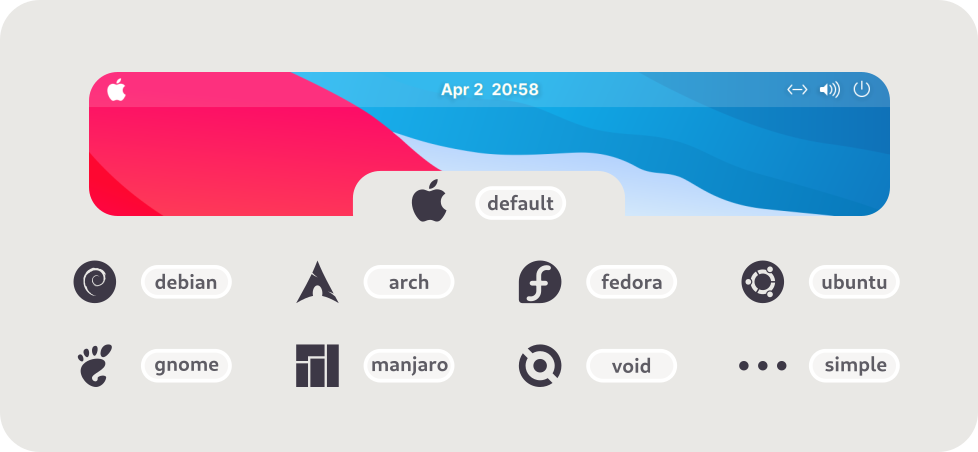 Apr 2 20:58
default
debian arch fedora ubuntu
gnome manjaro void simple